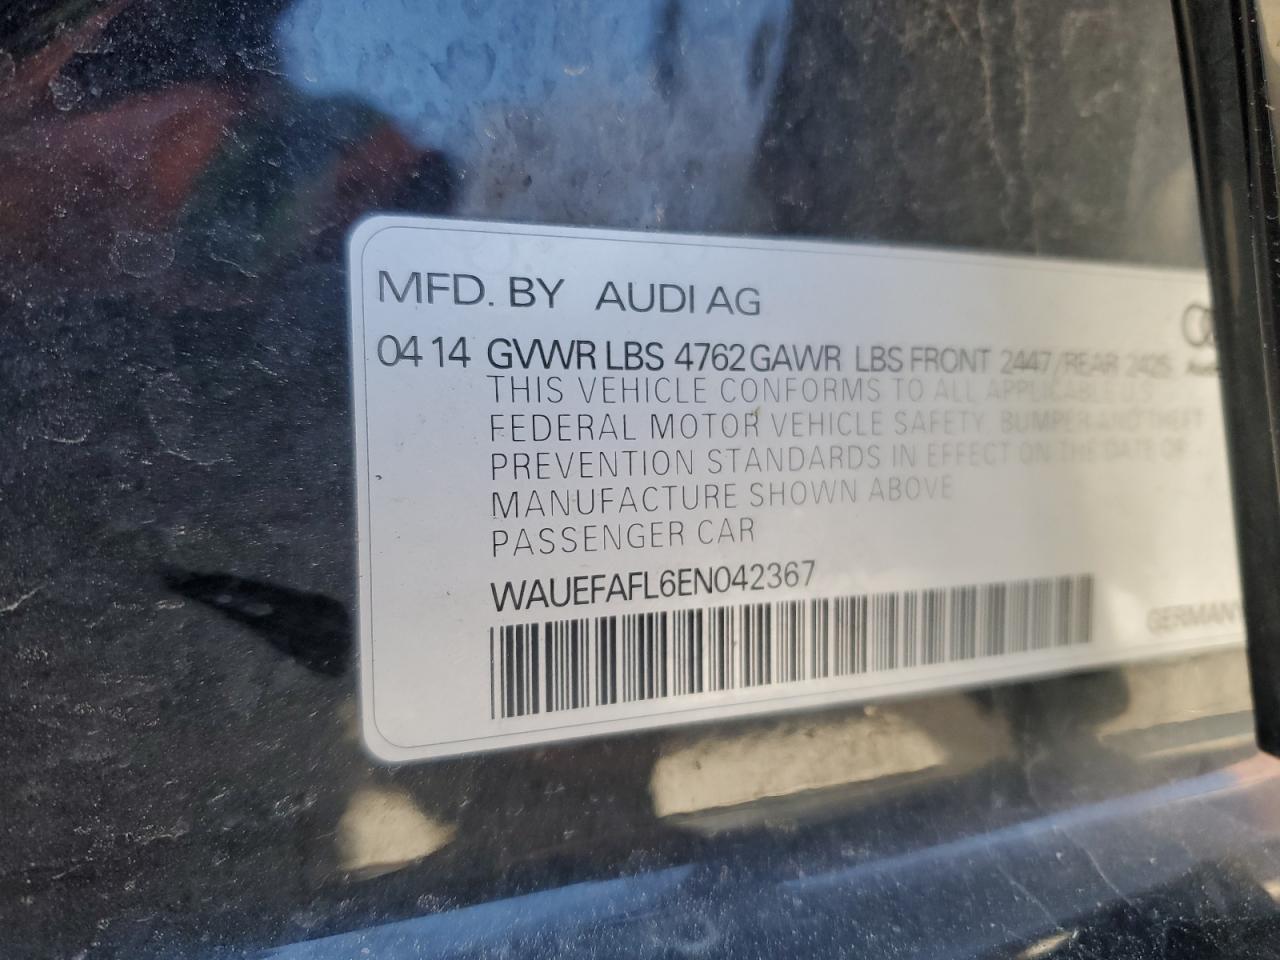 MFD. BY AUDI AG
0414 GVWR LBS 4762 GAWR LBS FRONT 2447/REAR 2425
THIS VEHICLE CONFORMS TO ALL APPLICABLE US
FEDERAL MOTOR VEHICLE SAFETY, BUMPER AND THEFT
PREVENTION STANDARDS IN EFFECT ON THE DATE OF
MANUFACTURE SHOWN ABOVE
PASSENGER CAR
WAUEFAFL6EN042367
GERMANY